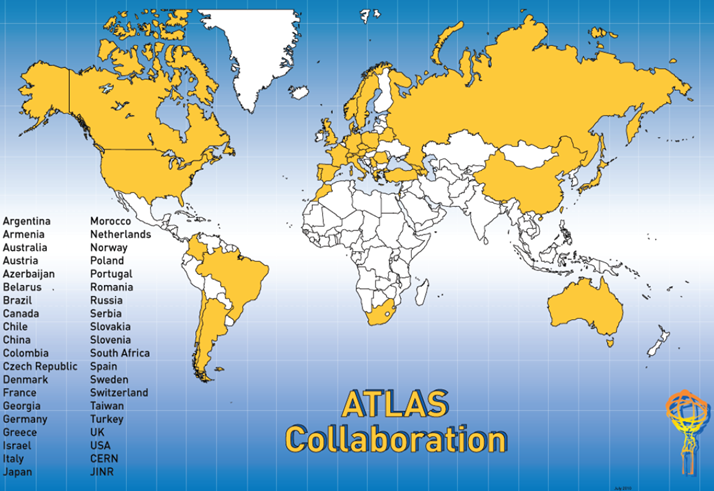 Argentina
Armenia
Australia
Austria
Azerbaijan
Belarus
Brazil
Canada
Chile
China
Colombia
Czech Republic
Denmark
France
Georgia
Germany
Greece
Israel
Italy
Japan
Morocco
Netherlands
Norway
Poland
Portugal
Romania
Russia
Serbia
Slovakia
Slovenia
South Africa
Spain
Sweden
Switzerland
Taiwan
Turkey
UK
USA
CERN
JINR
ATLAS
Collaboration